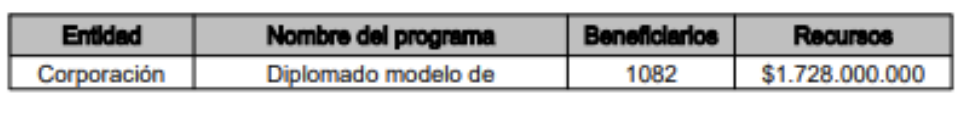 Entidad Nombre del programa Beneficiarios Recursos
Corporación Diplomado modelo de 1082 $1.728.000.000